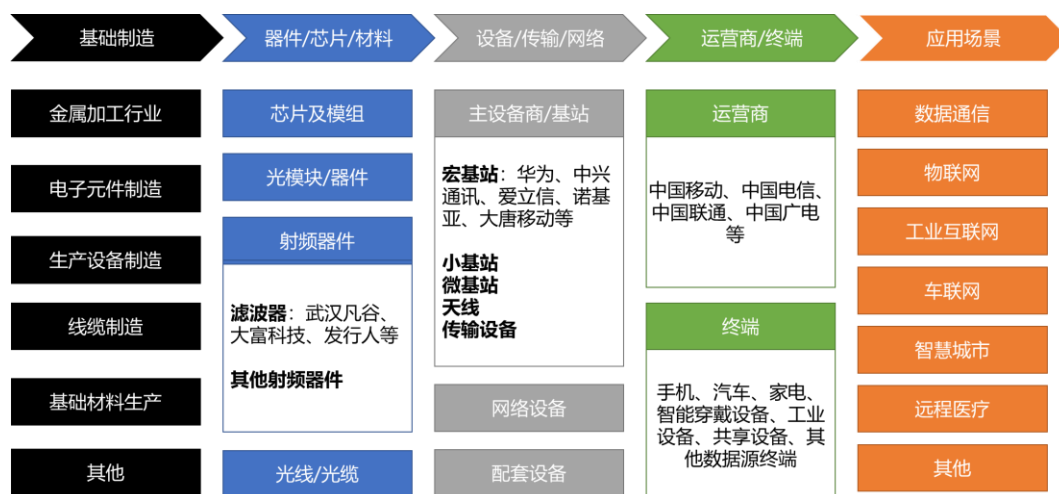 基础制造
器件/芯片/材料
设备/传输/网络
运营商/终端
应用场景
金属加工行业
电子元件制造
生产设备制造
线缆制造
基础材料生产
其他
芯片及模组
光模块/器件
射频器件
滤波器：武汉凡谷、
大富科技、发行人等
其他射频器件
光线/光缆
主设备商/基站
宏基站：华为、中兴
通讯、爱立信、诺基
亚、大唐移动等
小基站
微基站
天线
传输设备
网络设备
配套设备
运营商
中国移动、中国电信、
中国联通、中国广电
等
终端
手机、汽车、家电、
智能穿戴设备、工业
设备、共享设备、其
他数据源终端
数据通信
物联网
工业互联网
车联网
智慧城市
远程医疗
其他